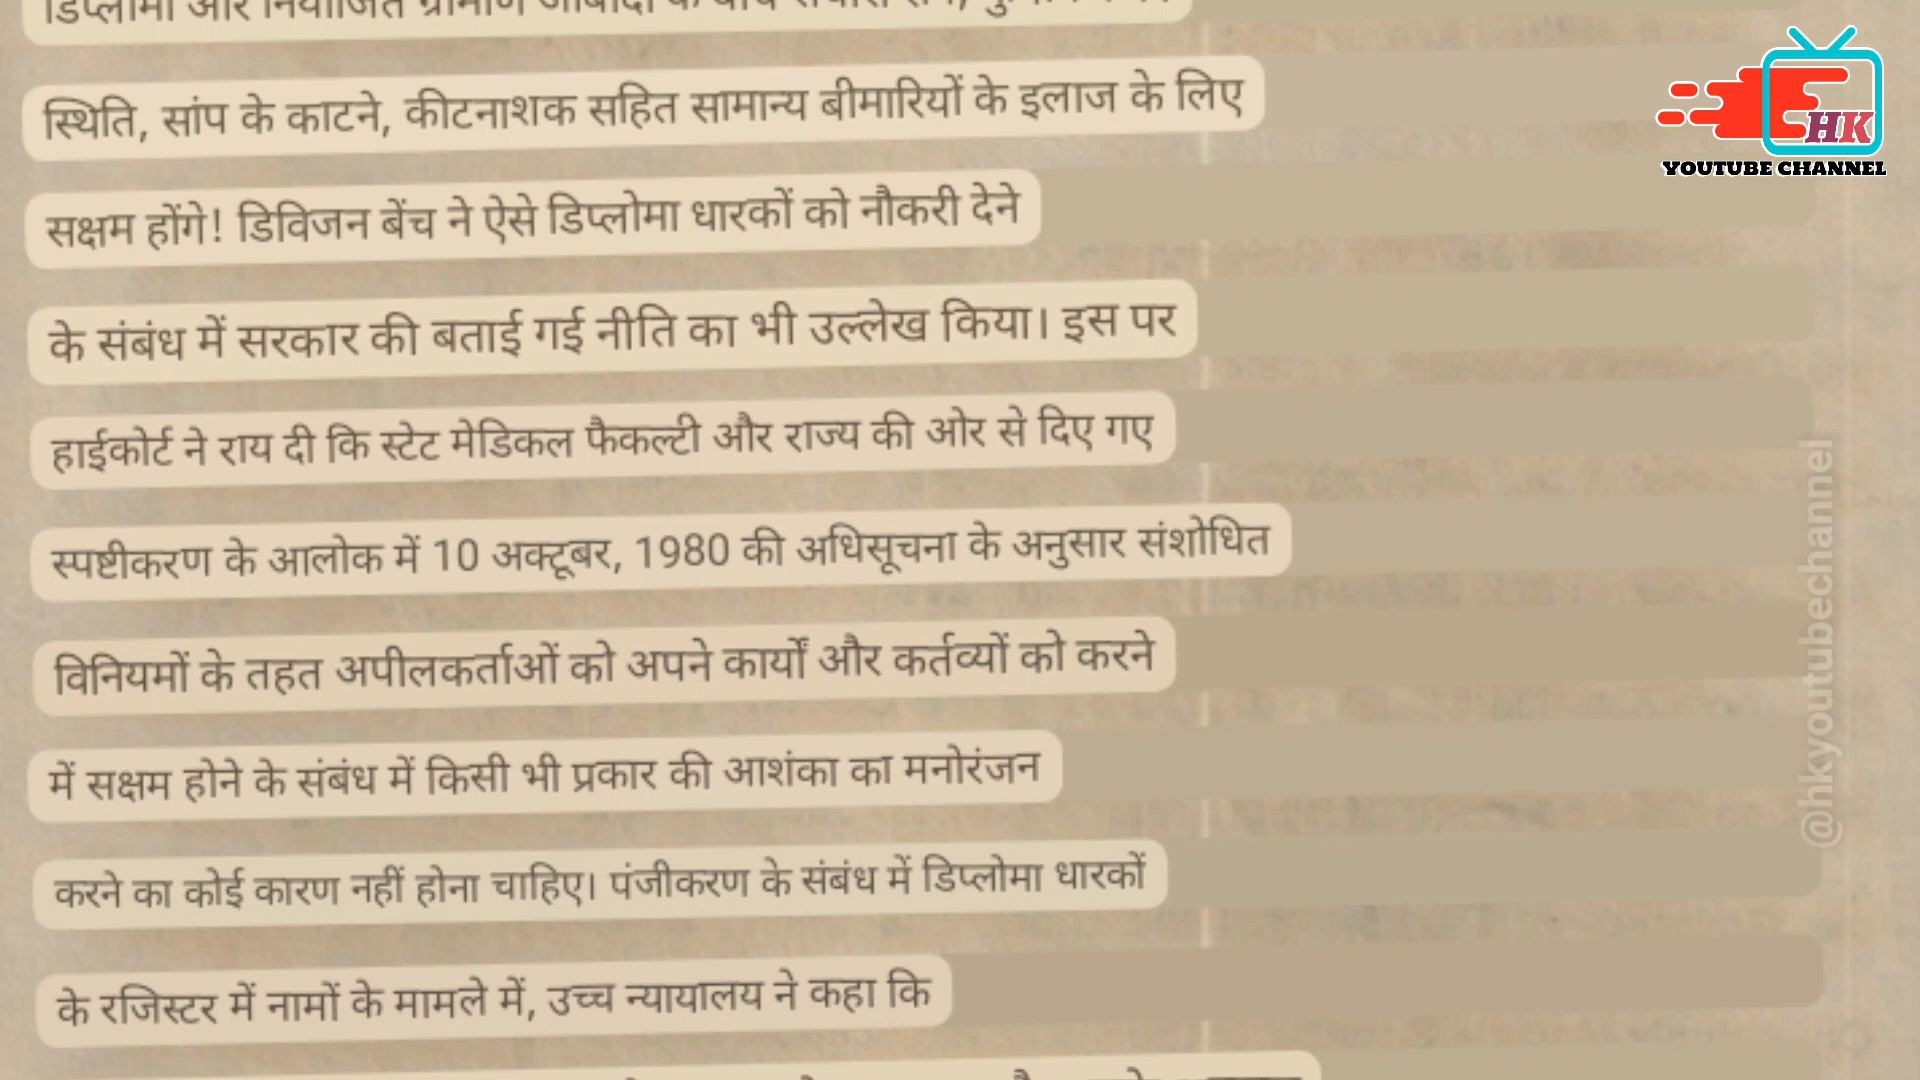 डिप्लोमा और नियोजित ग्रामीण आबादी के बीच
स्थिति, सांप के काटने, कीटनाशक सहित सामान्य बीमारियों के इलाज के लिए
सक्षम होंगे! डिविजन बेंच ने ऐसे डिप्लोमा धारकों को नौकरी देने
के संबंध में सरकार की बताई गई नीति का भी उल्लेख किया। इस पर
हाईकोर्ट ने राय दी कि स्टेट मेडिकल फैकल्टी और राज्य की ओर से दिए गए
स्पष्टीकरण के आलोक में 10 अक्टूबर, 1980 की अधिसूचना के अनुसार संशोधित
विनियमों के तहत अपीलकर्ताओं को अपने कार्यों और कर्तव्यों को करने
में सक्षम होने के संबंध में किसी भी प्रकार की आशंका का मनोरंजन
करने का कोई कारण नहीं होना चाहिए। पंजीकरण के संबंध में डिप्लोमा धारकों
के रजिस्टर में नामों के मामले में, उच्च न्यायालय ने कहा कि
HK
YOUTUBE CHANNEL
@hkyoutubechannel